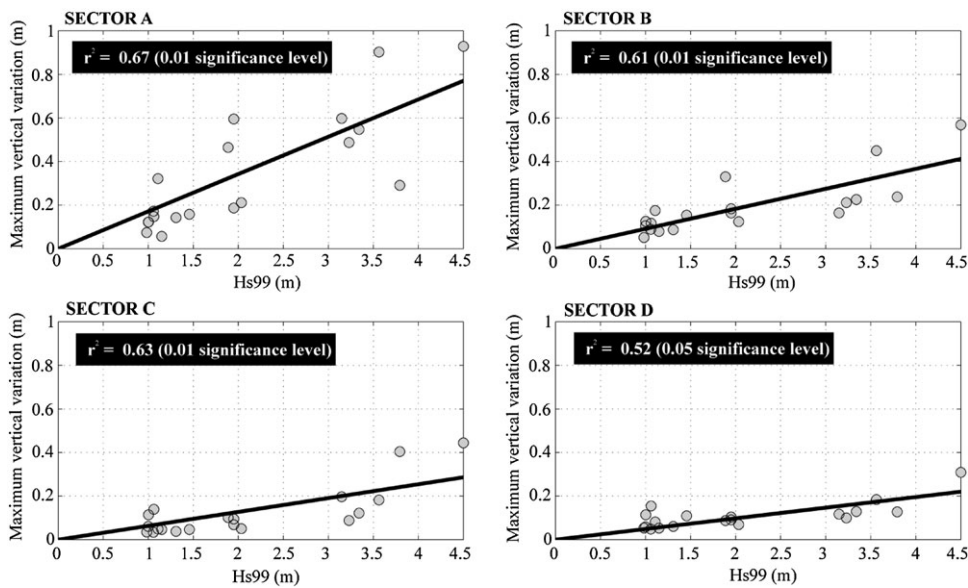 SECTOR A
r² = 0.67 (0.01 significance level)
Maximum vertical variation (m)
1
0.8
0.6
0.4
0.2
0
0 0.5 1 1.5 2 2.5 3 3.5 4 4.5
Hs99 (m)
SECTOR B
r² = 0.61 (0.01 significance level)
Maximum vertical variation (m)
1
0.8
0.6
0.4
0.2
0
0 0.5 1 1.5 2 2.5 3 3.5 4 4.5
Hs99 (m)
SECTOR C
r² = 0.63 (0.01 significance level)
Maximum vertical variation (m)
1
0.8
0.6
0.4
0.2
0
0 0.5 1 1.5 2 2.5 3 3.5 4 4.5
Hs99 (m)
SECTOR D
r² = 0.52 (0.05 significance level)
Maximum vertical variation (m)
1
0.8
0.6
0.4
0.2
0
0 0.5 1 1.5 2 2.5 3 3.5 4 4.5
Hs99 (m)